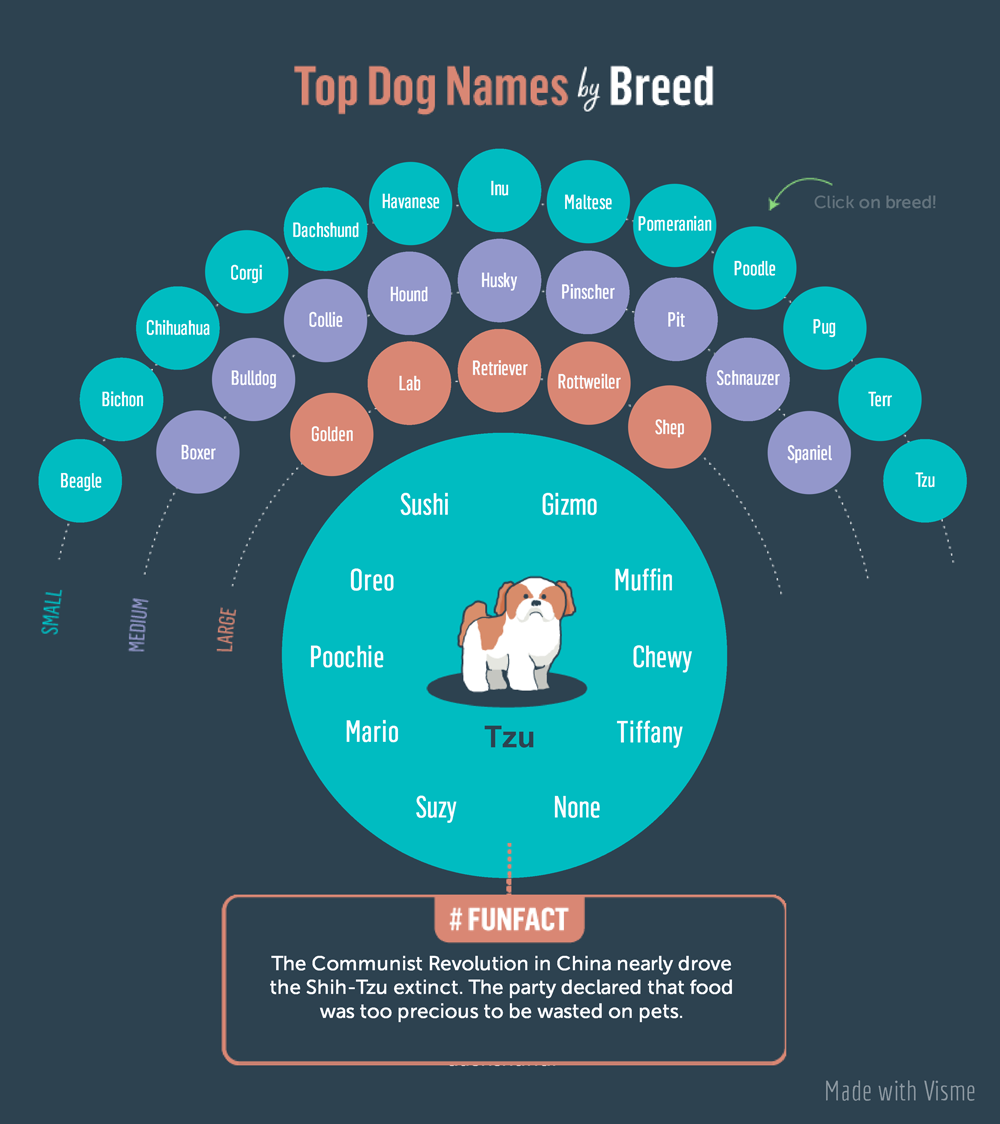 Top Dog Names by Breed
Click on breed!
Inu
Havanese
Maltese
Dachshund
Pomeranian
Corgi
Poodle
Chihuahua
Pug
Bichon
Terr
Beagle
Tzu
Husky
Hound
Pinscher
Collie
Pit
Bulldog
Schnauzer
Boxer
Spaniel
Retriever
Lab
Rottweiler
Golden
Shep
SMALL
MEDIUM
LARGE
Sushi
Gizmo
Oreo
Muffin
Poochie
Chewy
Mario
Tiffany
Tzu
Suzy
None
# FUNFACT
The Communist Revolution in China nearly drove
the Shih-Tzu extinct. The party declared that food
was too precious to be wasted on pets.
Made with Visme